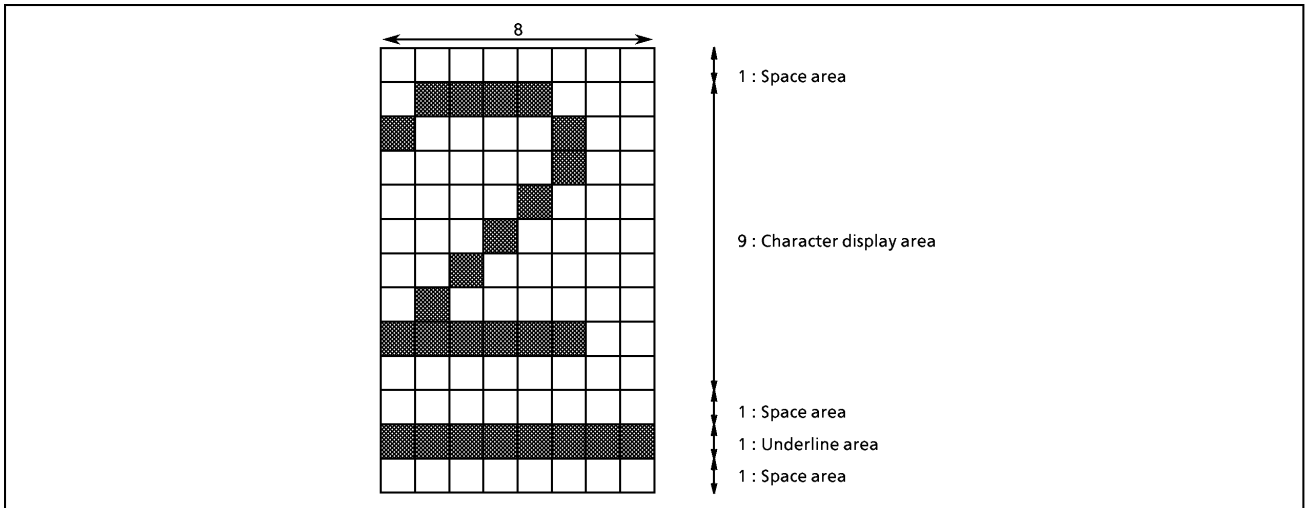 8
1 : Space area
9 : Character display area
1 : Space area
1 : Underline area
1 : Space area